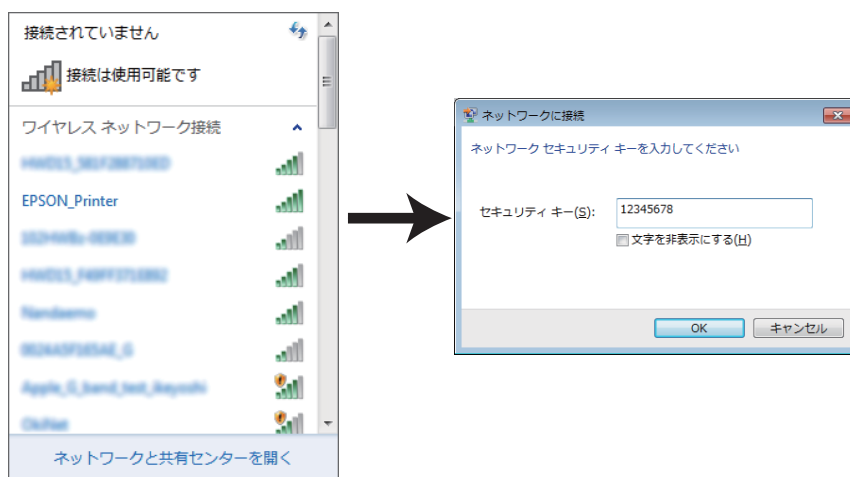 接続されていません
接続は使用可能です
ワイヤレス ネットワーク接続
EPSON_Printer
Nandaemo
Apple_G_band_test_ikeyoshi
ネットワークと共有センターを開く
ネットワークに接続
ネットワーク セキュリティ キーを入力してください
セキュリティ キー(S):
12345678
文字を非表示にする(H)
OK
キャンセル